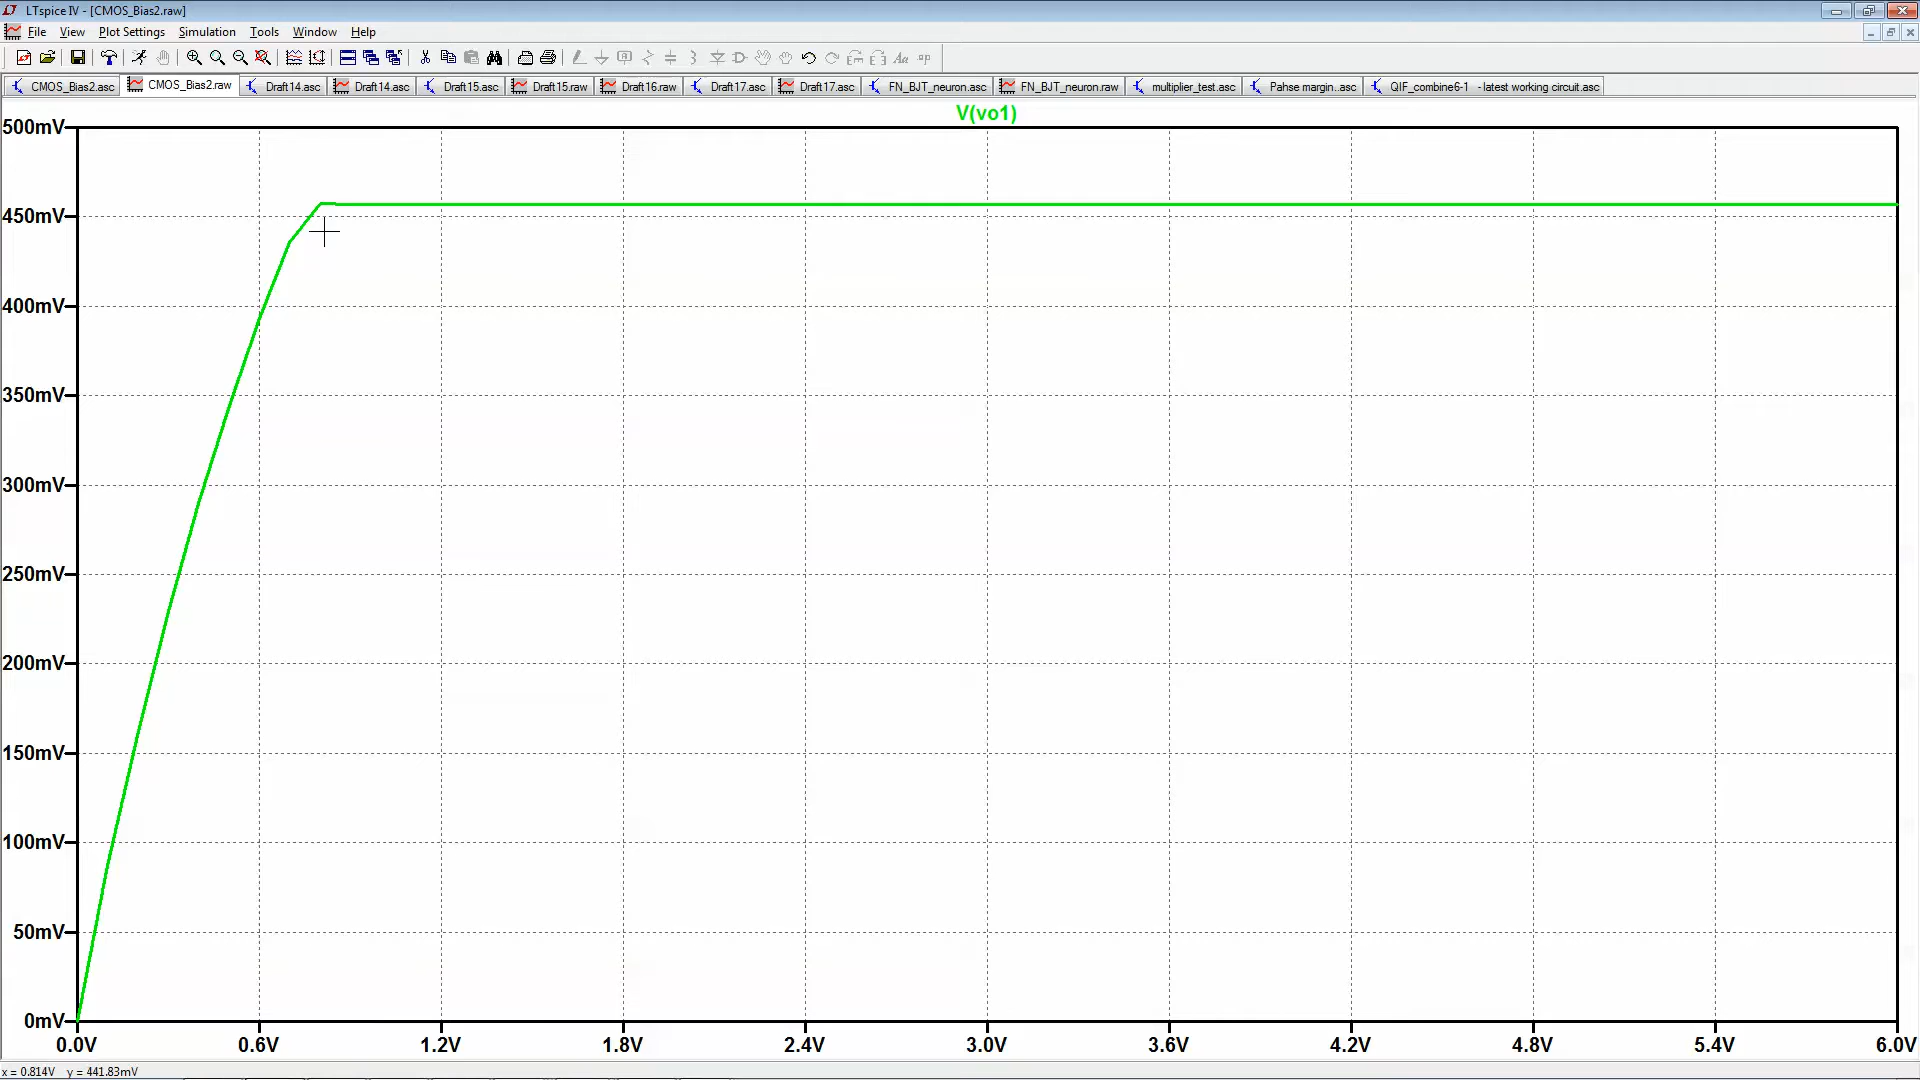 LTspice IV - [CMOS_Bias2.raw]
File View Plot Settings Simulation Tools Window Help
CMOS_Bias2.asc CMOS_Bias2.raw Draft14.asc Draft14.asc Draft15.asc Draft15.raw Draft16.raw Draft17.asc Draft17.asc FN_BJT_neuron.asc FN_BJT_neuron.raw multiplier_test.asc Pahse margin..asc QIF_combine6-1 - latest working circuit.asc
V(vo1)
500mV
450mV
400mV
350mV
300mV
250mV
200mV
150mV
100mV
50mV
0mV
0.0V 0.6V 1.2V 1.8V 2.4V 3.0V 3.6V 4.2V 4.8V 5.4V 6.0V
x = 0.814V y = 441.83mV